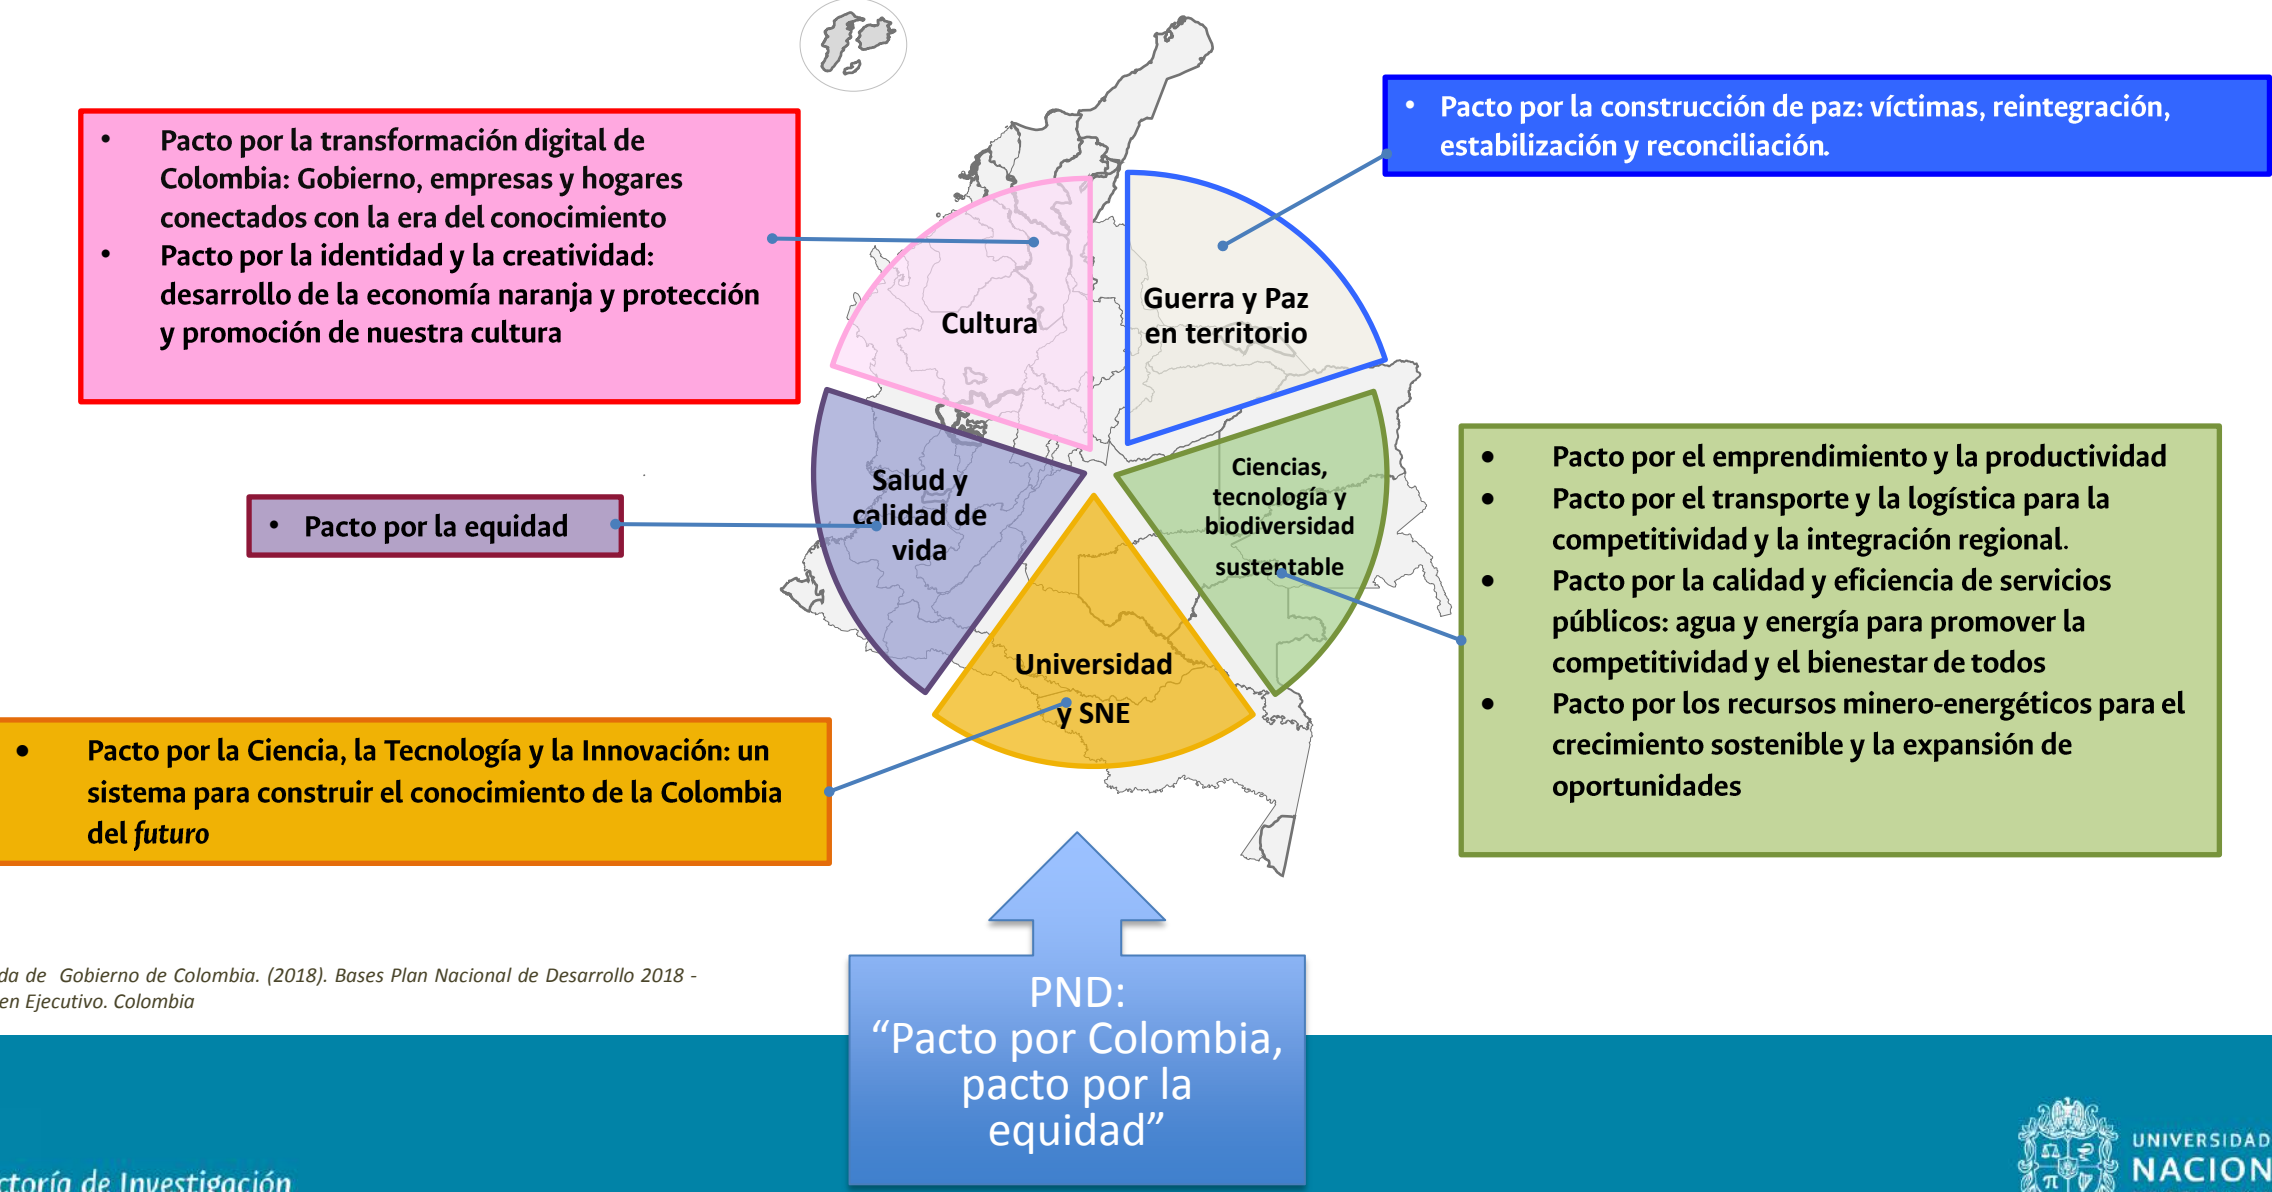 • Pacto por la transformación digital de
Colombia: Gobierno, empresas y hogares
conectados con la era del conocimiento
• Pacto por la identidad y la creatividad:
desarrollo de la economía naranja y protección
y promoción de nuestra cultura
• Pacto por la construcción de paz: víctimas, reintegración,
estabilización y reconciliación.
Cultura
Guerra y Paz
en territorio
Salud y
calidad de
vida
Ciencias,
tecnología y
biodiversidad
sustentable
Universidad
y SNE
• Pacto por la equidad
• Pacto por el emprendimiento y la productividad
• Pacto por el transporte y la logística para la
competitividad y la integración regional.
• Pacto por la calidad y eficiencia de servicios
públicos: agua y energía para promover la
competitividad y el bienestar de todos
• Pacto por los recursos minero-energéticos para el
crecimiento sostenible y la expansión de
oportunidades
• Pacto por la Ciencia, la Tecnología y la Innovación: un
sistema para construir el conocimiento de la Colombia
del futuro
da de Gobierno de Colombia. (2018). Bases Plan Nacional de Desarrollo 2018 -
en Ejecutivo. Colombia
PND:
“Pacto por Colombia,
pacto por la
equidad”
ctoría de Investigación
UNIVERSIDAD
NACION